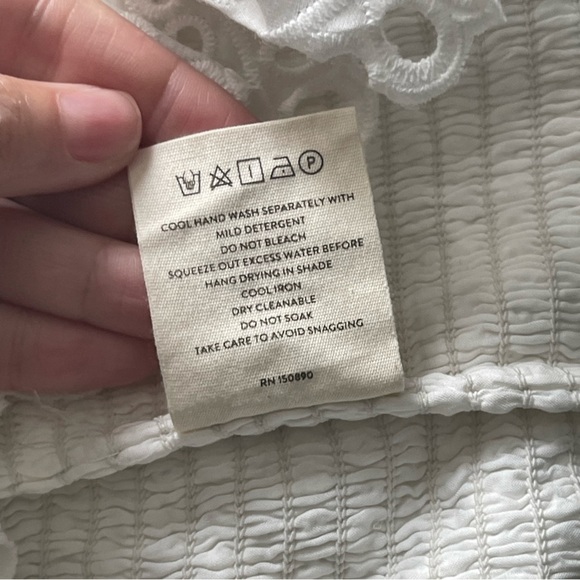 P
COOL HAND WASH SEPARATELY WITH
MILD DETERGENT
DO NOT BLEACH
SQUEEZE OUT EXCESS WATER BEFORE
HANG DRYING IN SHADE
COOL IRON
DRY CLEANABLE
DO NOT SOAK
TAKE CARE TO AVOID SNAGGING
RN 150890